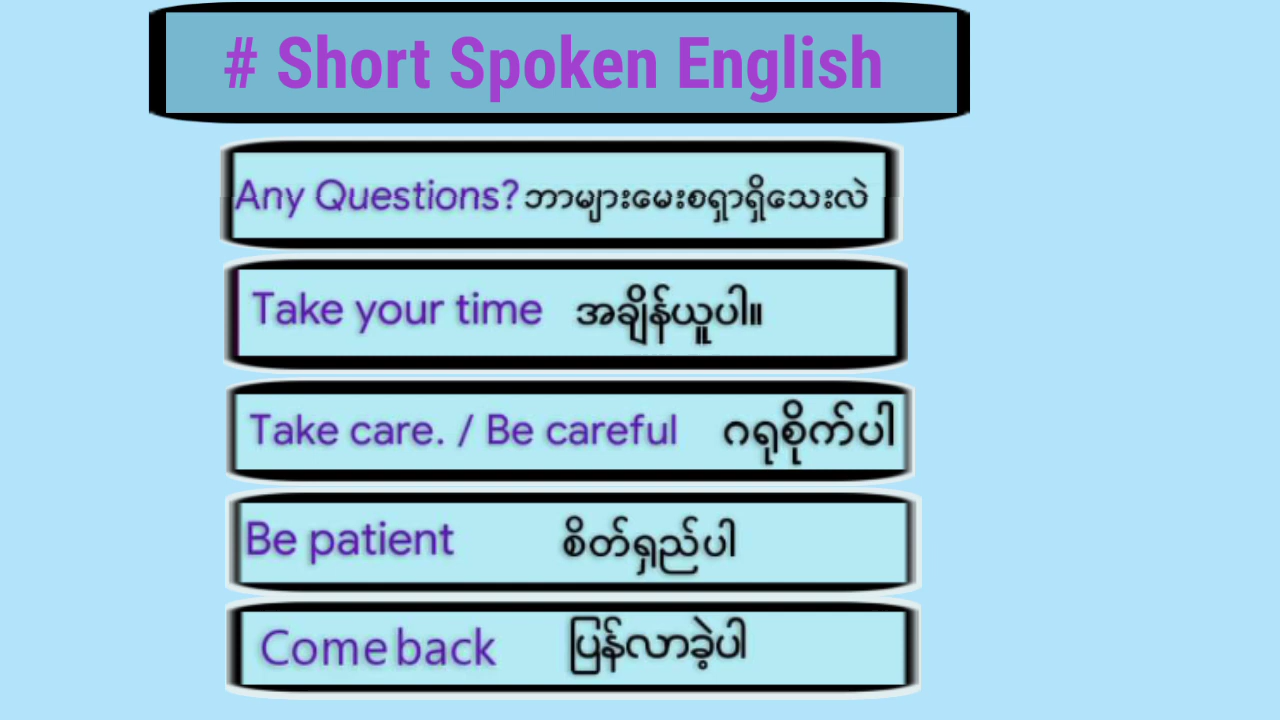 # Short Spoken English
Any Questions? ဘာများမေးစရှာရှိသေးလဲ
Take your time အချိန်ယူပါ။
Take care. / Be careful ဂရုစိုက်ပါ
Be patient စိတ်ရှည်ပါ
Come back ပြန်လာခဲ့ပါ